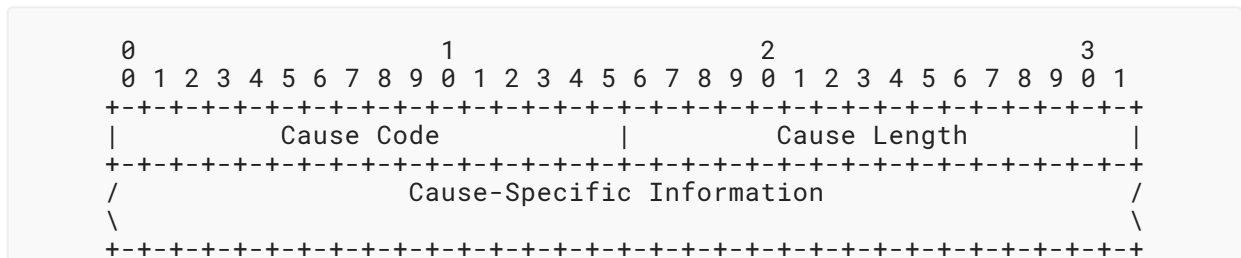 0                   1                   2                   3
 0 1 2 3 4 5 6 7 8 9 0 1 2 3 4 5 6 7 8 9 0 1 2 3 4 5 6 7 8 9 0 1
+-+-+-+-+-+-+-+-+-+-+-+-+-+-+-+-+-+-+-+-+-+-+-+-+-+-+-+-+-+-+-+-+
|          Cause Code           |         Cause Length          |
+-+-+-+-+-+-+-+-+-+-+-+-+-+-+-+-+-+-+-+-+-+-+-+-+-+-+-+-+-+-+-+-+
/                  Cause-Specific Information                   /
\                                                               \
+-+-+-+-+-+-+-+-+-+-+-+-+-+-+-+-+-+-+-+-+-+-+-+-+-+-+-+-+-+-+-+-+